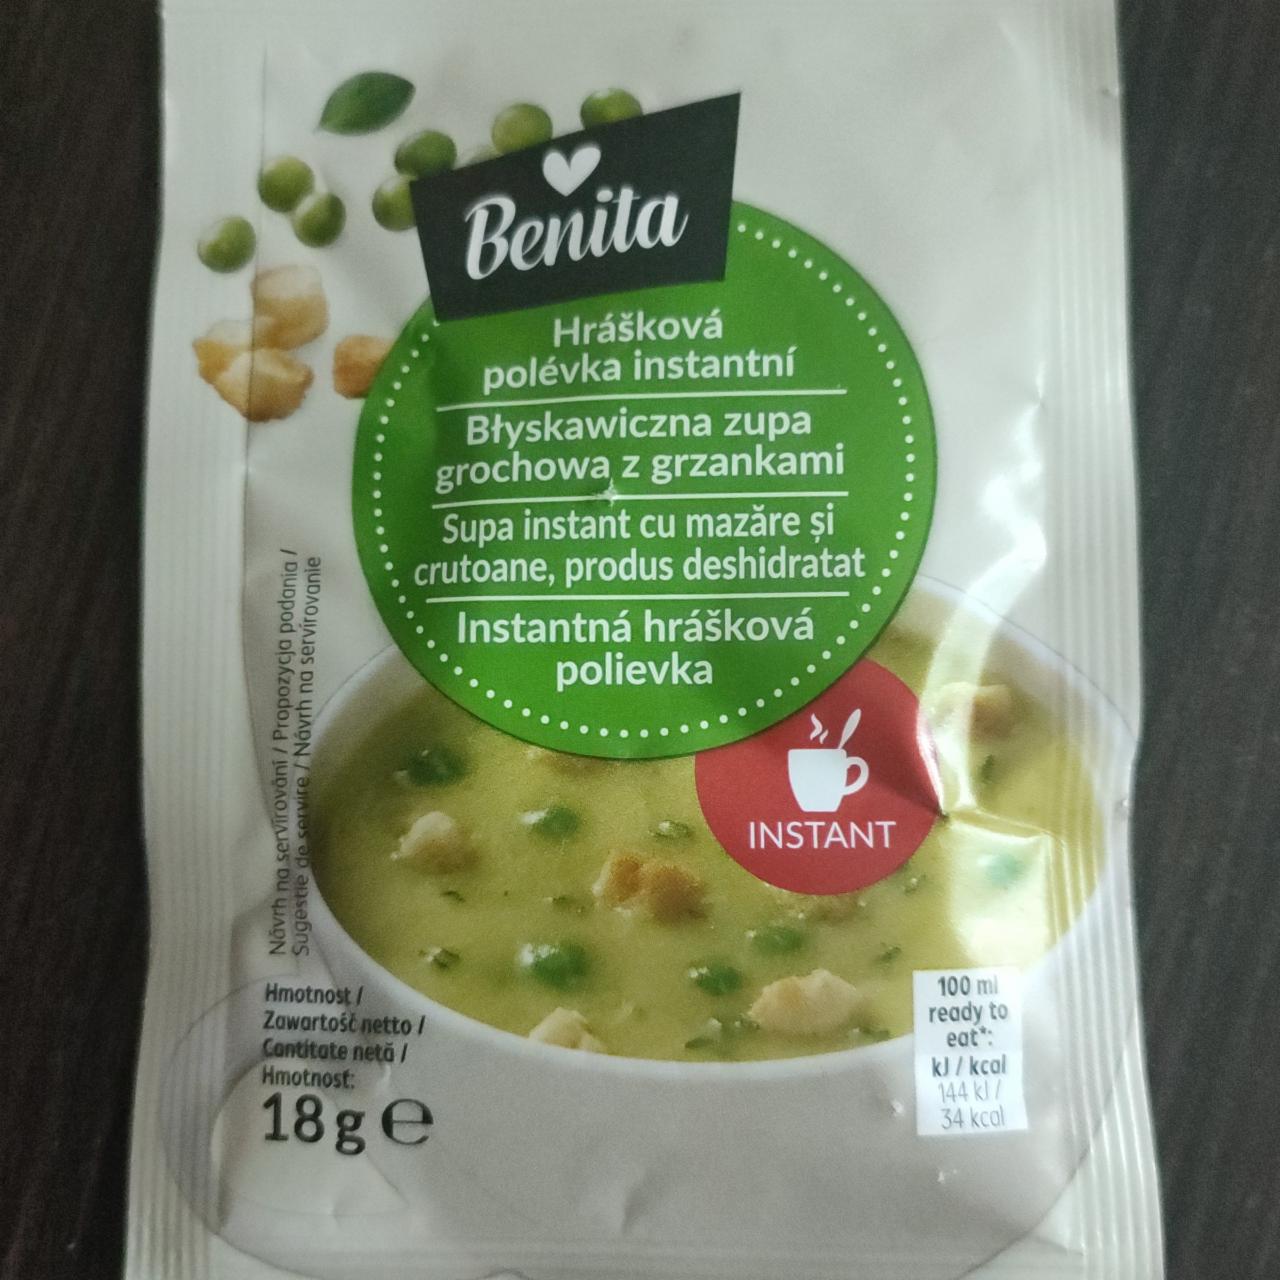 Benita
Hrášková
polévka instantní
Błyskawiczna zupa
grochowa z grzankami
Supa instant cu mazăre și
crutoane, produs deshidratat
Instantná hrášková
polievka
INSTANT
Návrh na servírování / Propozycja podania /
Sugestie de servire / Návrh na servírovanie
Hmotnost /
Zawartość netto /
Cantitate netă /
Hmotnosť:
18 g ℮
100 ml
ready to
eat*:
kJ / kcal
144 kJ /
34 kcal